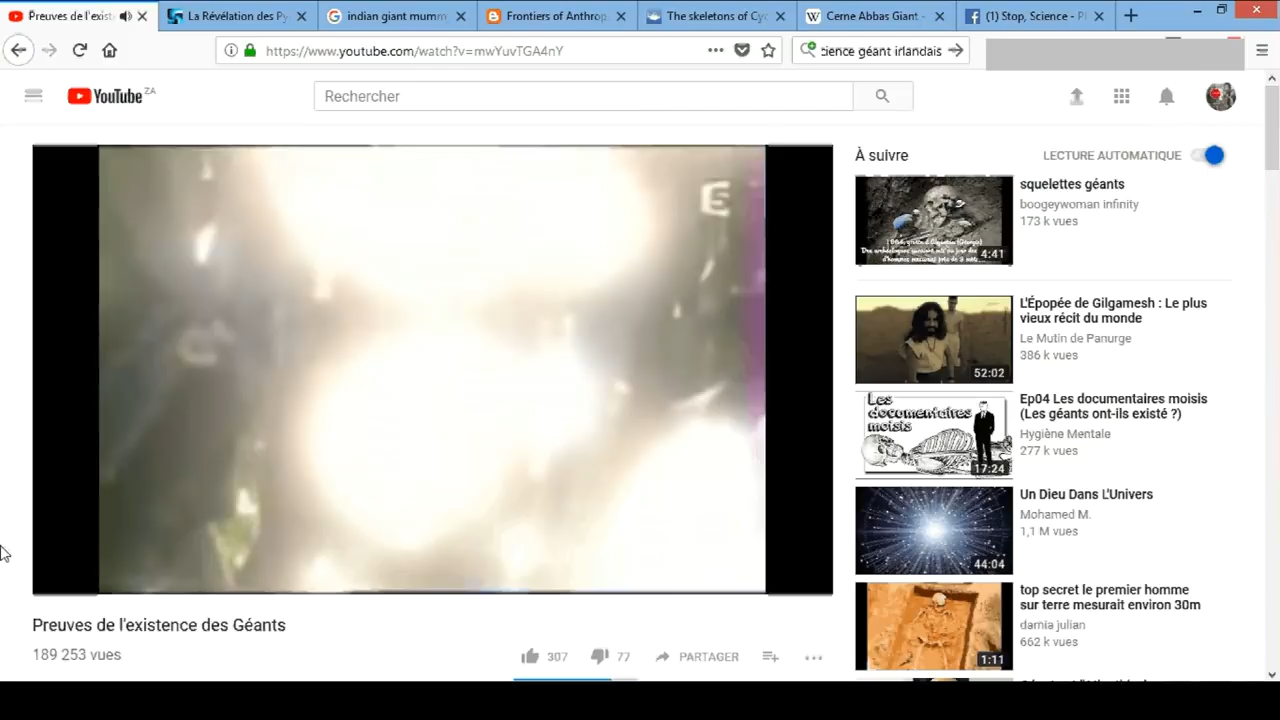 Preuves de l'exist
La Révélation des Py
indian giant mumm
Frontiers of Anthrop
The skeletons of Cyc
Cerne Abbas Giant -
(1) Stop, Science - P
https://www.youtube.com/watch?v=mwYuvTGA4nY
cience géant irlandais
YouTube ZA
Rechercher
E
À suivre
LECTURE AUTOMATIQUE
squelettes géants
boogeywoman infinity
173 k vues
4:41
L'Épopée de Gilgamesh : Le plus
vieux récit du monde
Le Mutin de Panurge
386 k vues
52:02
Les
documentaires
moisis
17:24
Ep04 Les documentaires moisis
(Les géants ont-ils existé ?)
Hygiène Mentale
277 k vues
Un Dieu Dans L'Univers
Mohamed M.
1,1 M vues
44:04
top secret le premier homme
sur terre mesurait environ 30m
damia julian
662 k vues
1:11
Preuves de l'existence des Géants
189 253 vues
307
77
PARTAGER